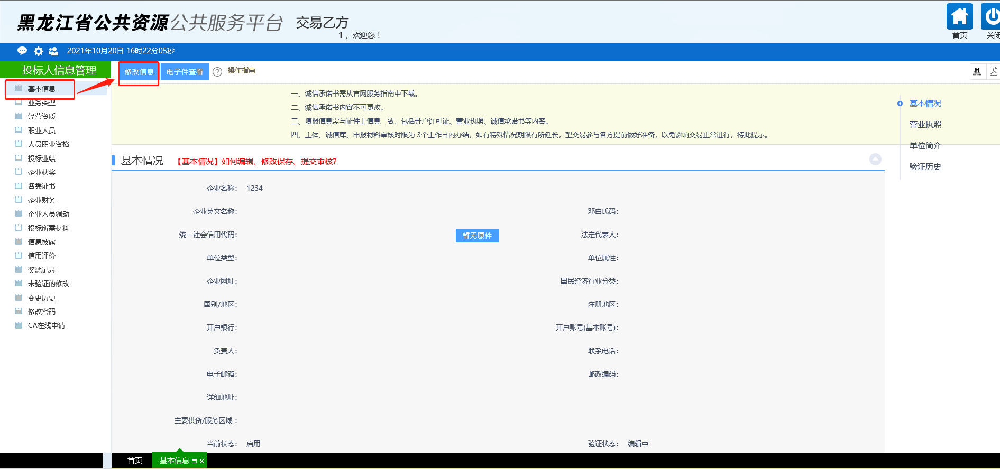 黑龙江省公共资源公共服务平台 交易乙方
1 ，欢迎您！
首页
关闭
2021年10月20日 16时22分05秒
投标人信息管理
基本信息
业务类型
经营资质
职业人员
人员职业资格
投标业绩
企业获奖
各类证书
企业财务
企业人员调动
投标所需材料
信息披露
信用评价
奖惩记录
未验证的修改
变更历史
修改密码
CA在线申请
修改信息 电子件查看 ? 操作指南
H
一、诚信承诺书需从官网服务指南中下载。
二、诚信承诺书内容不可更改。
三、填报信息需与证件上信息一致，包括开户许可证、营业执照、诚信承诺书等内容。
四、主体、诚信库、申报材料审核时限为 3个工作日内办结，如有特殊情况期限有所延长，望交易参与各方提前做好准备，以免影响交易正常进行，特此提示。
基本情况
营业执照
单位简介
验证历史
基本情况 【基本情况】如何编辑、修改保存、提交审核？
企业名称： 1234
企业英文名称： 邓白氏码：
统一社会信用代码： 暂无原件 法定代表人：
单位类型： 单位属性：
企业网址： 国民经济行业分类：
国别/地区： 注册地区：
开户银行： 开户账号(基本账号)：
负责人： 联系电话：
电子邮箱： 邮政编码：
详细地址：
主要供货/服务区域 ：
当前状态： 启用 验证状态： 编辑中
首页 基本信息